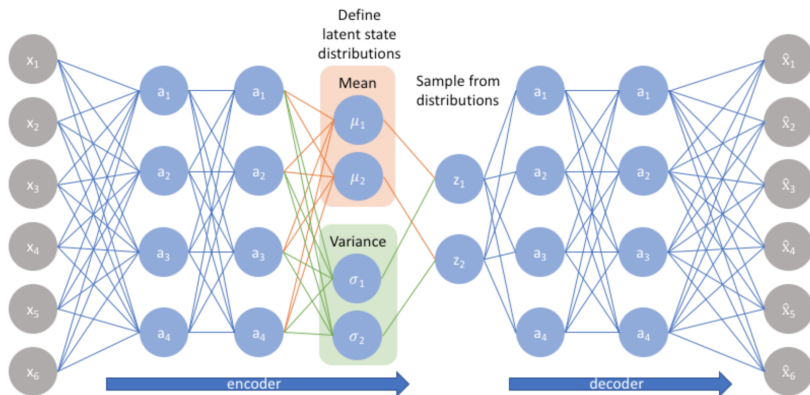 Define
latent state
distributions
Mean
Sample from
distributions
Variance
x₁
x₂
x₃
x₄
x₅
x₆
a₁
a₂
a₃
a₄
a₁
a₂
a₃
a₄
μ₁
μ₂
σ₁
σ₂
z₁
z₂
a₁
a₂
a₃
a₄
a₁
a₂
a₃
a₄
x̂₁
x̂₂
x̂₃
x̂₄
x̂₅
x̂₆
encoder
decoder